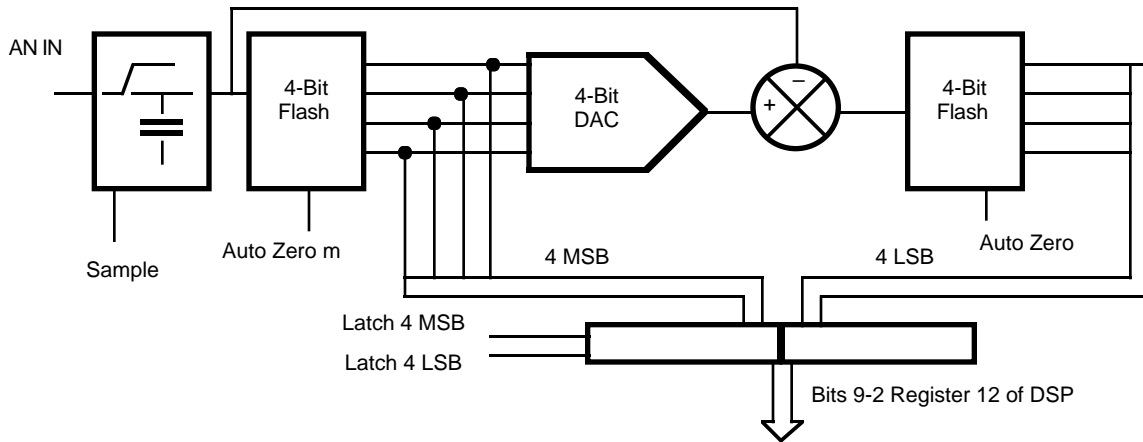 AN IN
4-Bit
Flash
4-Bit
DAC
+
–
4-Bit
Flash
Sample
Auto Zero m
Auto Zero
4 MSB
4 LSB
Latch 4 MSB
Latch 4 LSB
Bits 9-2 Register 12 of DSP